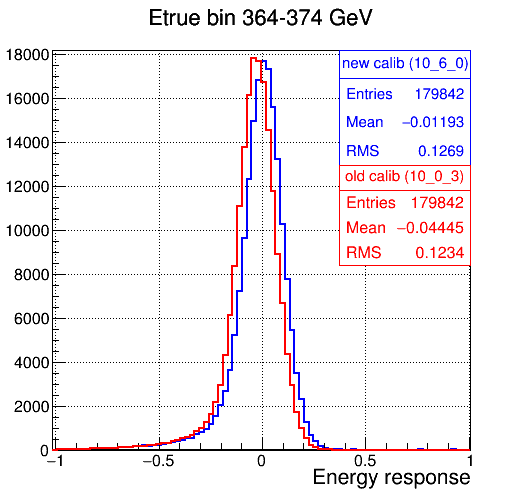 Etrue bin 364-374 GeV
new calib (10_6_0)
Entries 179842
Mean −0.01193
RMS 0.1269
old calib (10_0_3)
Entries 179842
Mean −0.04445
RMS 0.1234
18000
16000
14000
12000
10000
8000
6000
4000
2000
0
−1 −0.5 0 0.5 1
Energy response